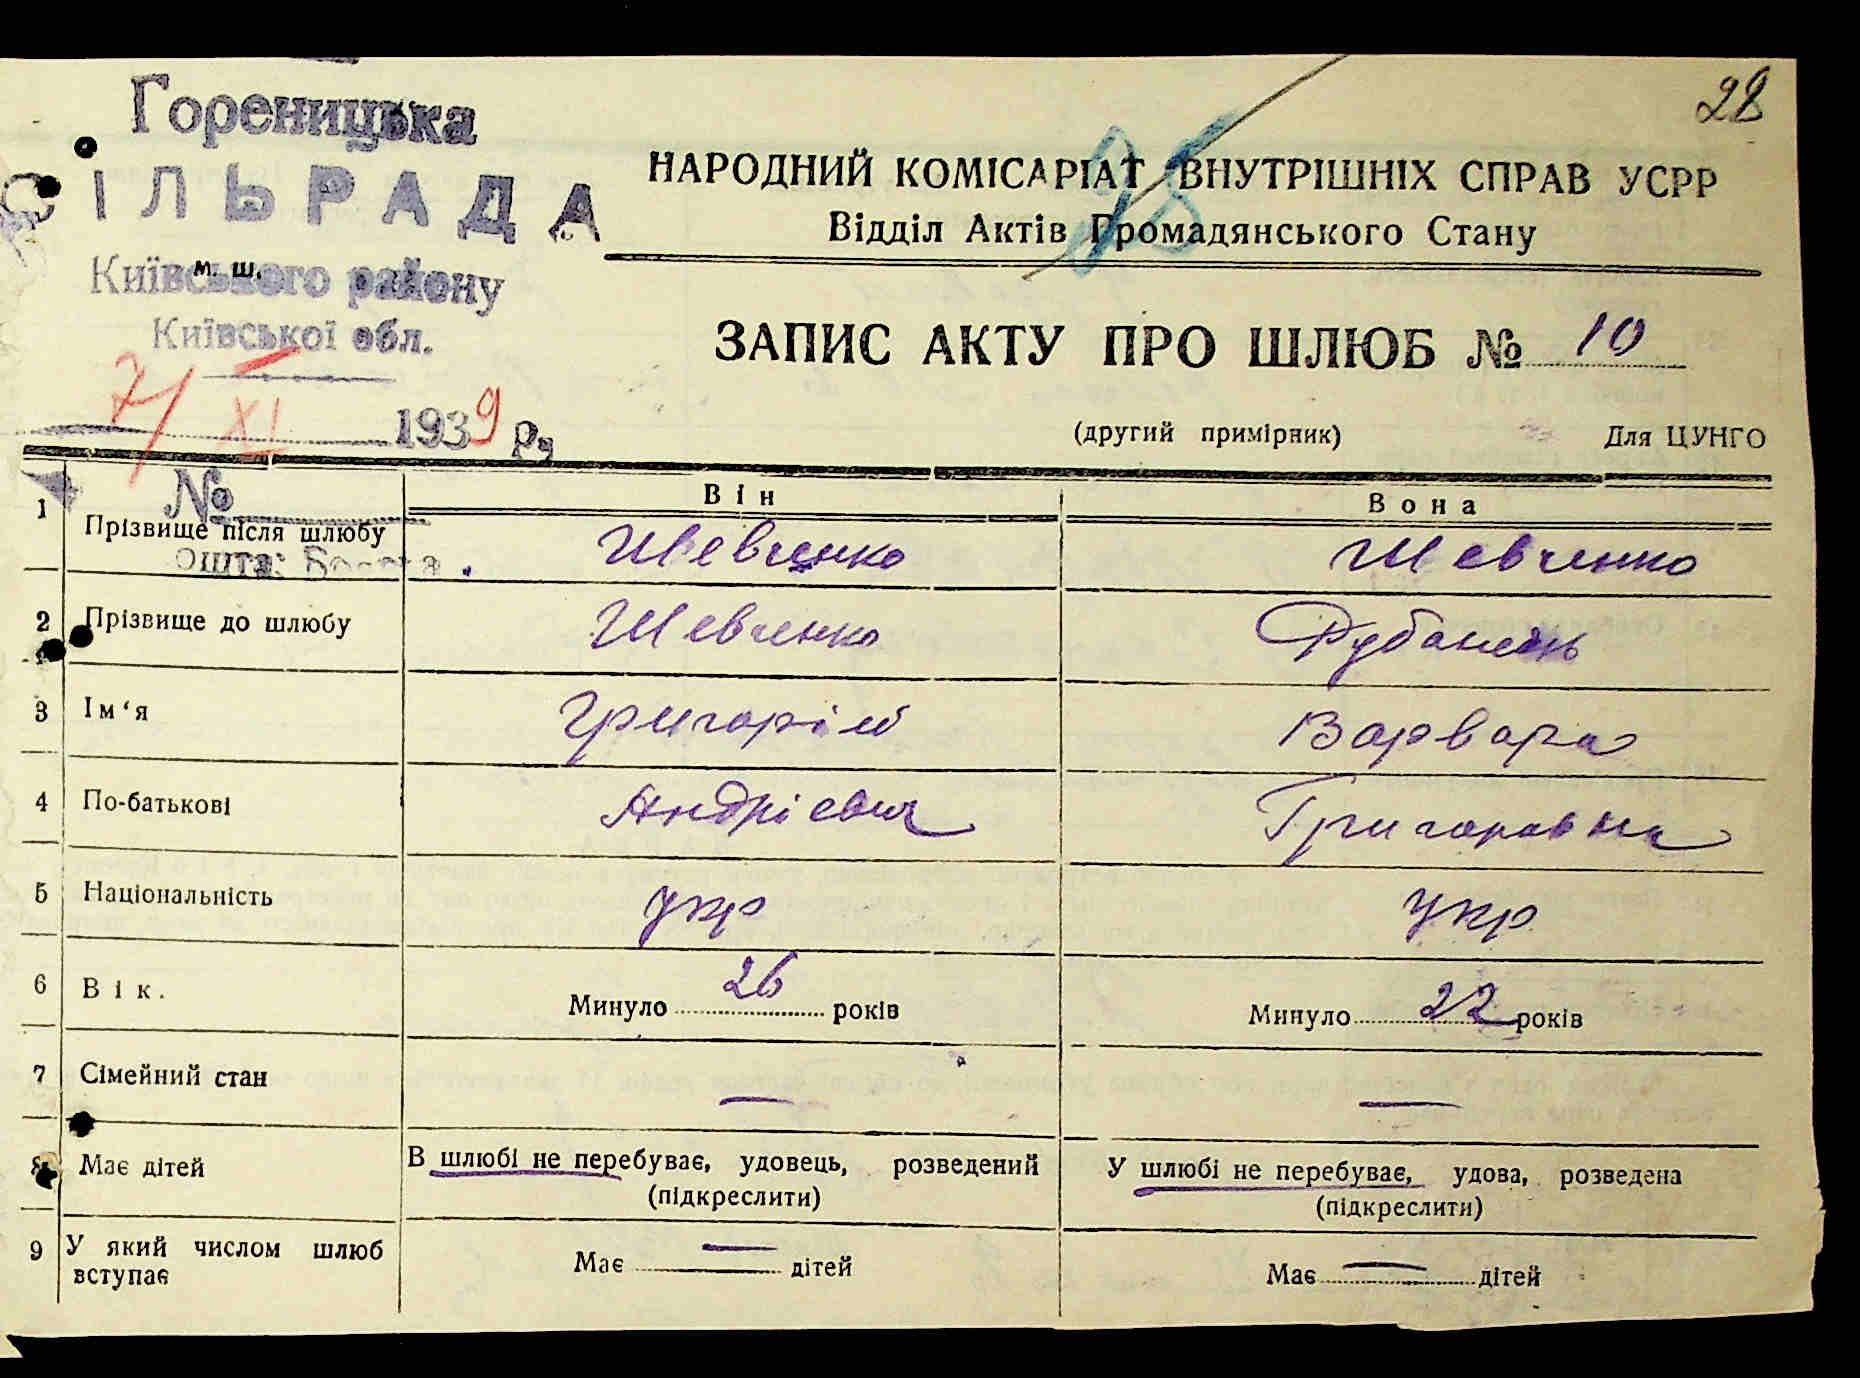 28
Гореницька
СІЛЬРАДА
м. ш.
Київського району
Київської обл.
7/XI 1939 р.
№
НАРОДНИЙ КОМІСАРІАТ ВНУТРІШНІХ СПРАВ УСРР
Відділ Актів Громадянського Стану
ЗАПИС АКТУ ПРО ШЛЮБ № 10
(другий примірник) Для ЦУНГО
Він Вона
1 Прізвище після шлюбу Шевченко Шевченко
2 Прізвище до шлюбу Шевченко Рубанець
3 Ім'я Григорій Варвара
4 По-батькові Андрієвич Григоровна
5 Національність укр укр
6 Вік. Минуло 26 років Минуло 22 років
7 Сімейний стан — —
8 Має дітей В шлюбі не перебуває, удовець, розведений У шлюбі не перебуває, удова, розведена
(підкреслити) (підкреслити)
9 У який числом шлюб Має — дітей Має — дітей
вступає